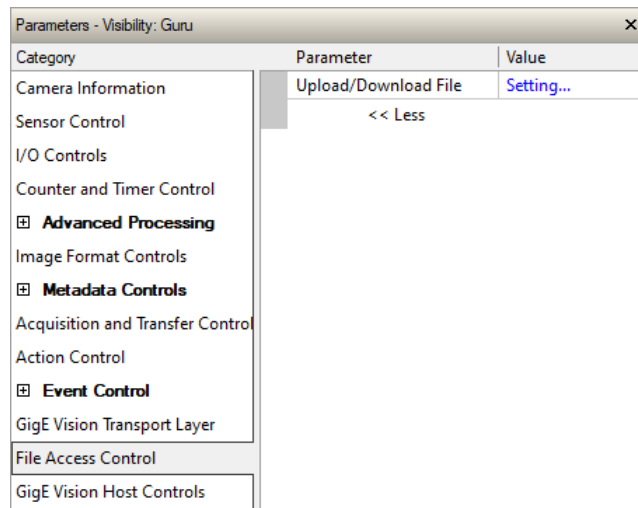 Parameters - Visibility: Guru ×
Category Parameter Value
Camera Information Upload/Download File Setting...
Sensor Control << Less
I/O Controls
Counter and Timer Control
Advanced Processing
Image Format Controls
Metadata Controls
Acquisition and Transfer Control
Action Control
Event Control
GigE Vision Transport Layer
File Access Control
GigE Vision Host Controls